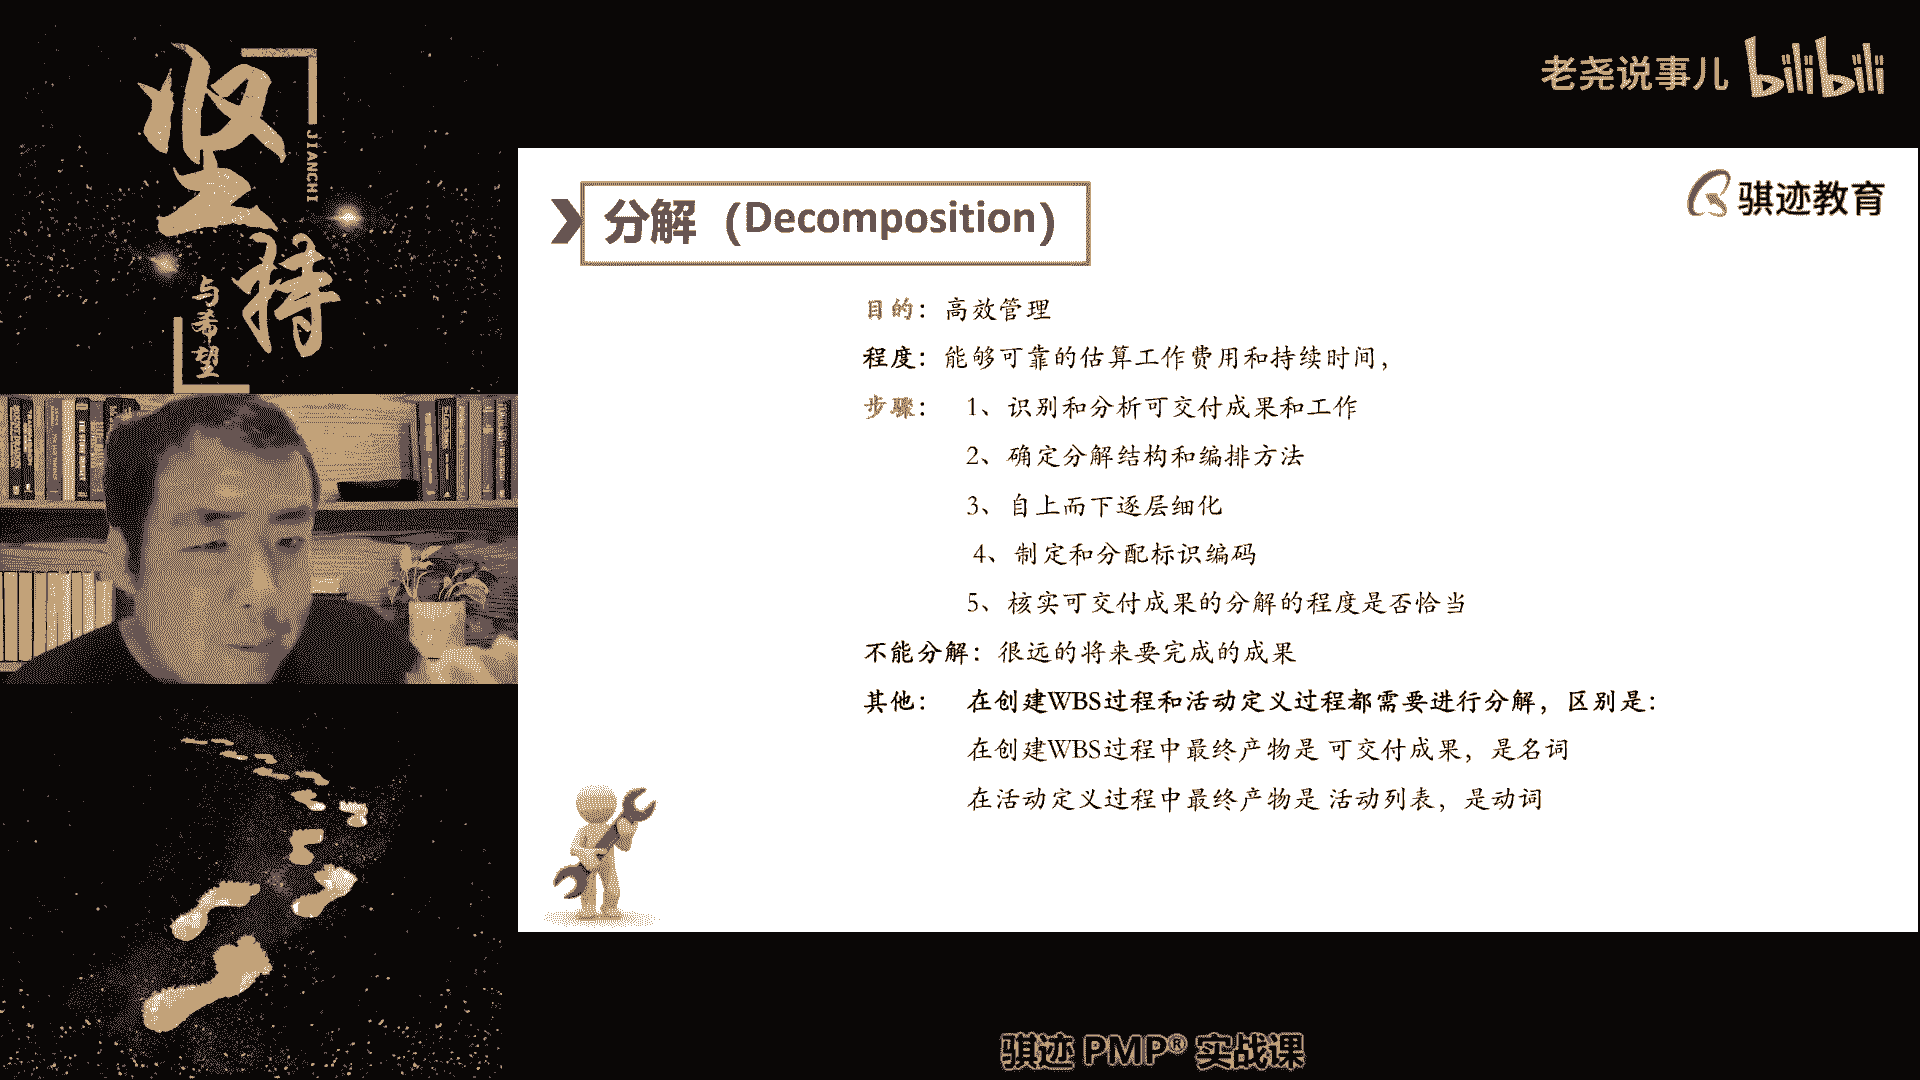 坚持
JIANCHI
与希望
老尧说事儿 bilibili
骐迹教育
分解（Decomposition）
目的：高效管理
程度：能够可靠的估算工作费用和持续时间，
步骤： 1、识别和分析可交付成果和工作
2、确定分解结构和编排方法
3、自上而下逐层细化
4、制定和分配标识编码
5、核实可交付成果的分解的程度是否恰当
不能分解：很远的将来要完成的成果
其他： 在创建WBS过程和活动定义过程都需要进行分解，区别是：
在创建WBS过程中最终产物是 可交付成果，是名词
在活动定义过程中最终产物是 活动列表，是动词
骐迹 PMP® 实战课